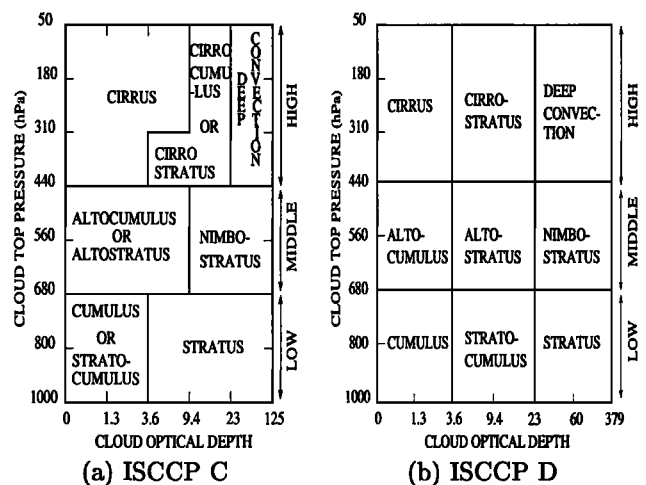 50
180
310
440
560
680
800
1000
CLOUD TOP PRESSURE (hPa)
CIRRUS
CIRRO
CUMU
LUS
OR
CIRRO
STRATUS
DEEP
CONVECTION
ALTOCUMULUS
OR
ALTOSTRATUS
NIMBO-
STRATUS
CUMULUS
OR
STRATO-
CUMULUS
STRATUS
HIGH
MIDDLE
LOW
0 1.3 3.6 9.4 23 125
CLOUD OPTICAL DEPTH
(a) ISCCP C
50
180
310
440
560
680
800
1000
CLOUD TOP PRESSURE (hPa)
CIRRUS
CIRRO-
STRATUS
DEEP
CONVEC-
TION
ALTO-
CUMULUS
ALTO-
STRATUS
NIMBO-
STRATUS
CUMULUS
STRATO-
CUMULUS
STRATUS
HIGH
MIDDLE
LOW
0 1.3 3.6 9.4 23 60 379
CLOUD OPTICAL DEPTH
(b) ISCCP D